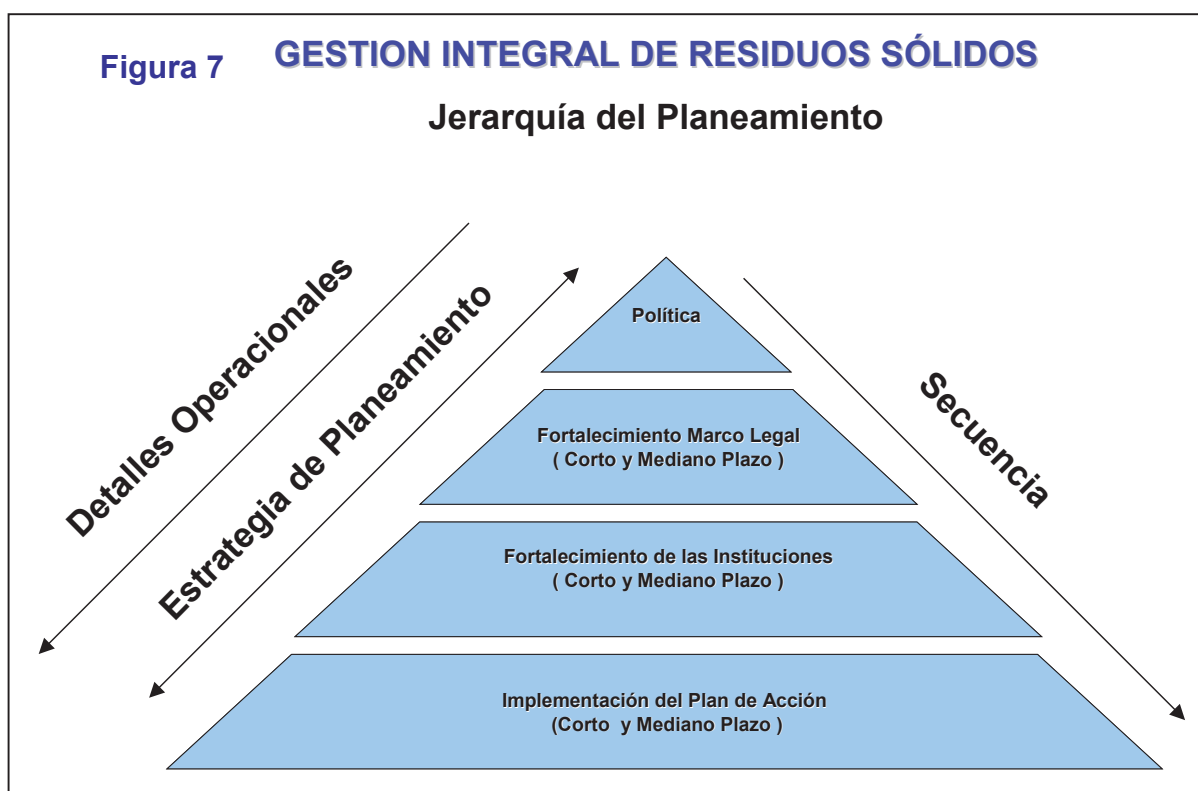 Figura 7
GESTION INTEGRAL DE RESIDUOS SÓLIDOS
Jerarquía del Planeamiento
Detalles Operacionales
Estrategia de Planeamiento
Secuencia
Política
Fortalecimiento Marco Legal
( Corto y Mediano Plazo )
Fortalecimiento de las Instituciones
( Corto y Mediano Plazo )
Implementación del Plan de Acción
(Corto y Mediano Plazo )